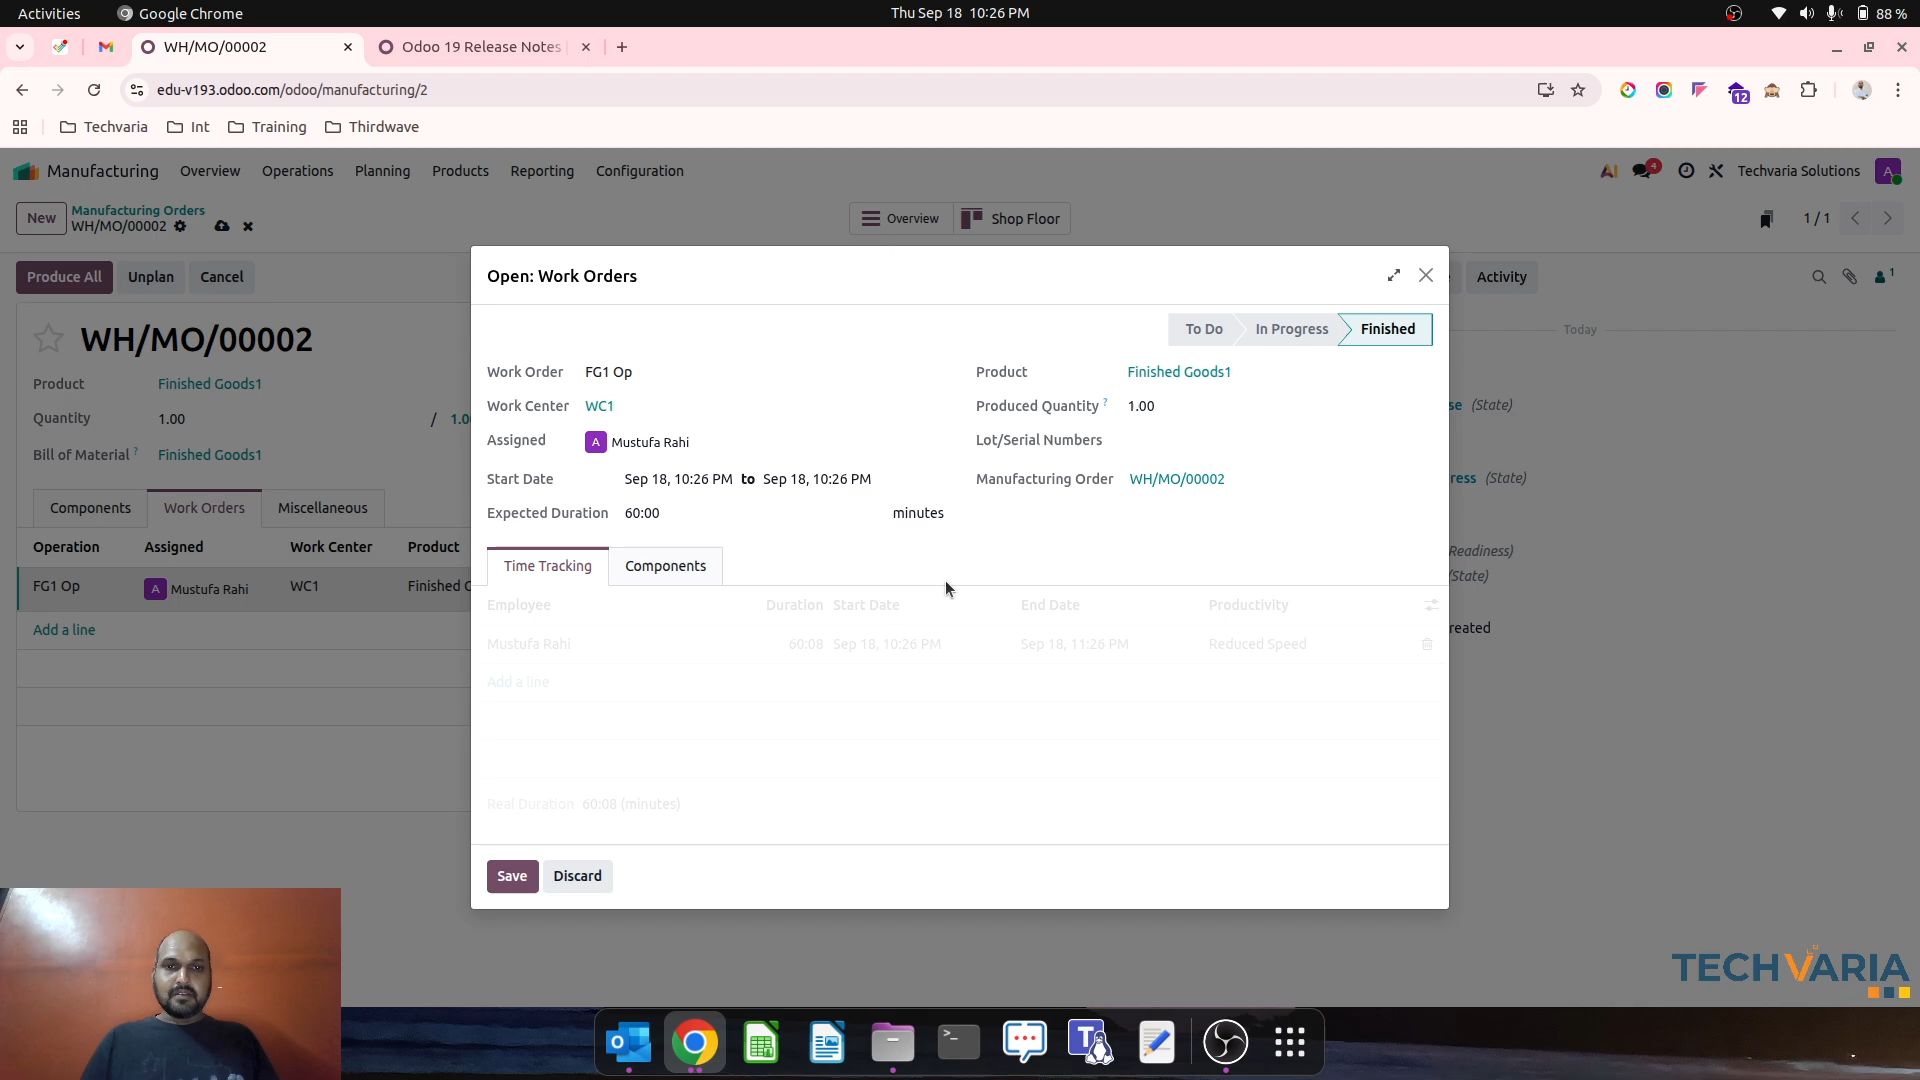 Activities
Google Chrome
Thu Sep 18 10:26 PM
88 %
WH/MO/00002
Odoo 19 Release Notes
edu-v193.odoo.com/odoo/manufacturing/2
12
Techvaria
Int
Training
Thirdwave
Manufacturing
Overview
Operations
Planning
Products
Reporting
Configuration
AI
4
Techvaria Solutions
A
New
Manufacturing Orders
WH/MO/00002
Overview
Shop Floor
1 / 1
Produce All
Unplan
Cancel
Activity
1
WH/MO/00002
Product
Finished Goods1
Quantity
1.00
/ 1.0
Bill of Material ?
Finished Goods1
Components
Work Orders
Miscellaneous
Operation
Assigned
Work Center
Product
FG1 Op
A Mustufa Rahi
WC1
Finished G
Add a line
Open: Work Orders
To Do
In Progress
Finished
Work Order
FG1 Op
Work Center
WC1
Assigned
A Mustufa Rahi
Start Date
Sep 18, 10:26 PM to Sep 18, 10:26 PM
Expected Duration
60:00
minutes
Product
Finished Goods1
Produced Quantity ?
1.00
Lot/Serial Numbers
Manufacturing Order
WH/MO/00002
Time Tracking
Components
Employee
Duration
Start Date
End Date
Productivity
Mustufa Rahi
60:08
Sep 18, 10:26 PM
Sep 18, 11:26 PM
Reduced Speed
Add a line
Real Duration 60:08 (minutes)
Save
Discard
Today
se (State)
ress (State)
Readiness)
(State)
reated
TECHVARIA